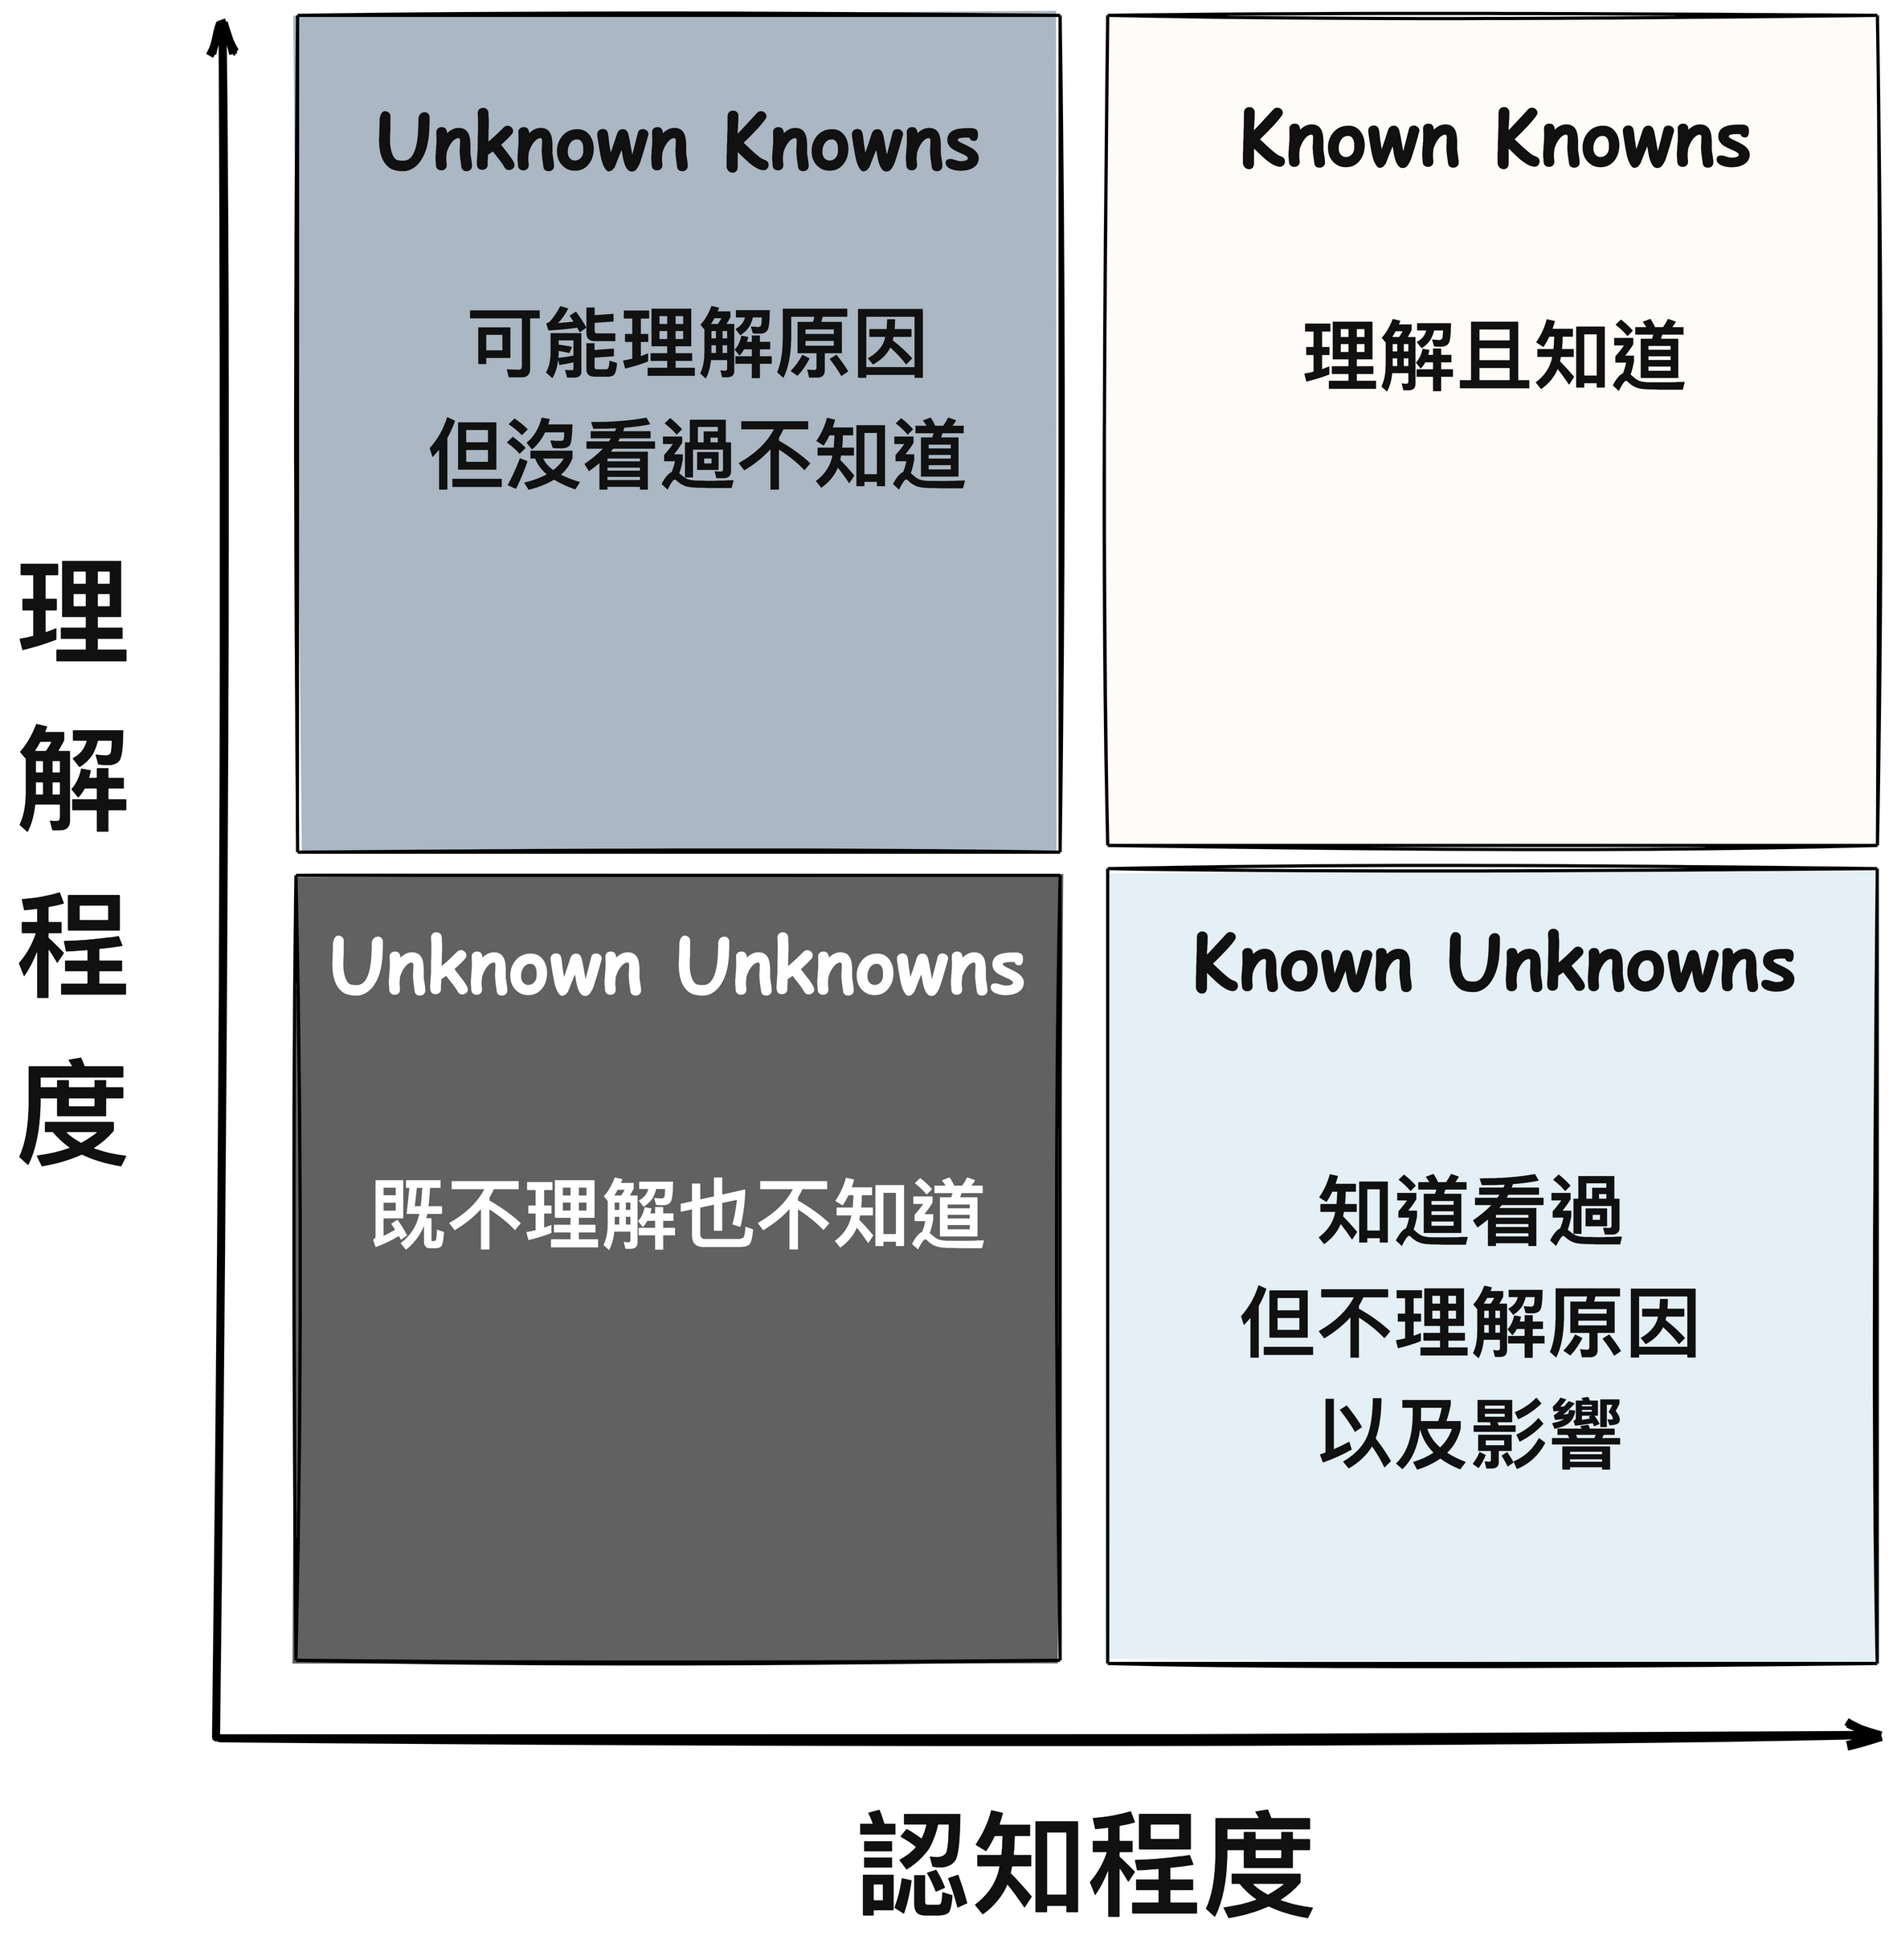 Unknown Knowns
可能理解原因
但沒看過不知道
Known Knowns
理解且知道
理解程度
Unknown Unknowns
既不理解也不知道
Known Unknowns
知道看過
但不理解原因
以及影響
認知程度